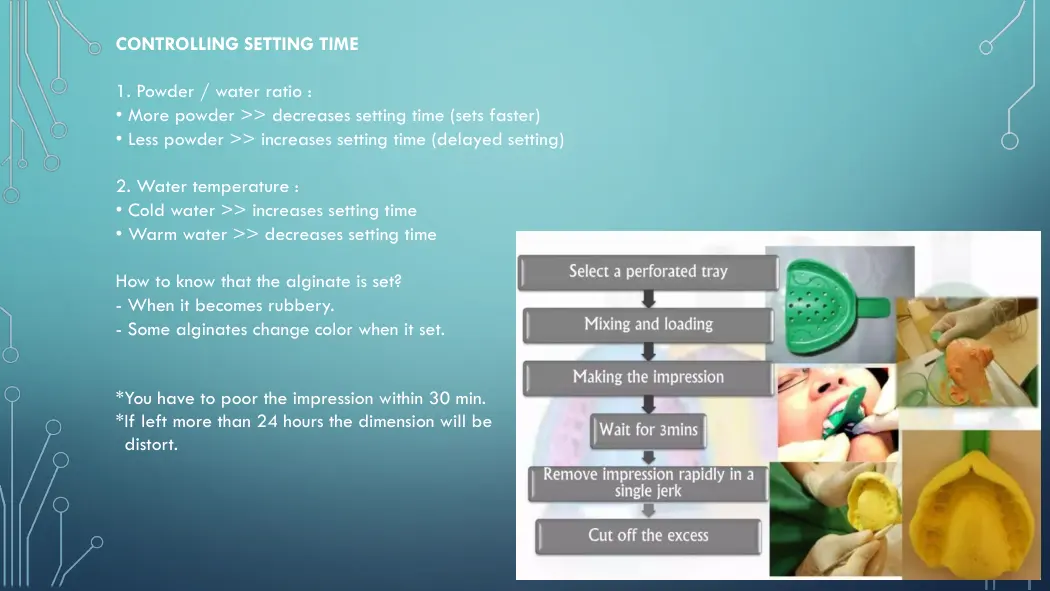 CONTROLLING SETTING TIME
1. Powder / water ratio :
• More powder >> decreases setting time (sets faster)
• Less powder >> increases setting time (delayed setting)
2. Water temperature :
• Cold water >> increases setting time
• Warm water >> decreases setting time
How to know that the alginate is set?
- When it becomes rubbery.
- Some alginates change color when it set.
*You have to poor the impression within 30 min.
*If left more than 24 hours the dimension will be
distort.
Select a perforated tray
Mixing and loading
Making the impression
Wait for 3mins
Remove impression rapidly in a
single jerk
Cut off the excess